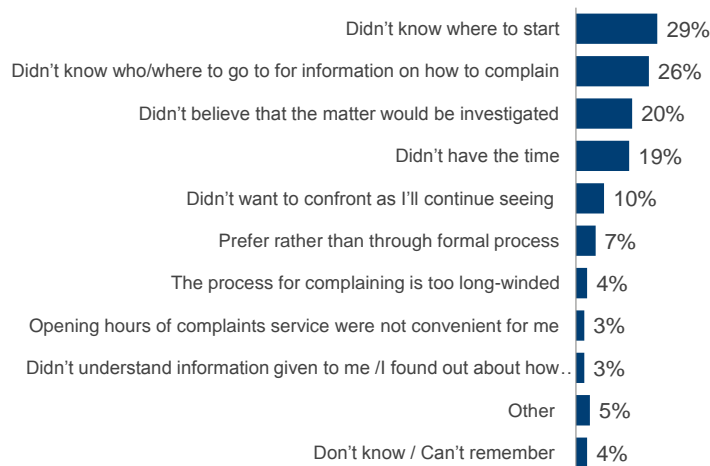 Didn’t know where to start 29%
Didn’t know who/where to go to for information on how to complain 26%
Didn’t believe that the matter would be investigated 20%
Didn’t have the time 19%
Didn’t want to confront as I’ll continue seeing 10%
Prefer rather than through formal process 7%
The process for complaining is too long-winded 4%
Opening hours of complaints service were not convenient for me 3%
Didn’t understand information given to me /I found out about how.. 3%
Other 5%
Don’t know / Can’t remember 4%